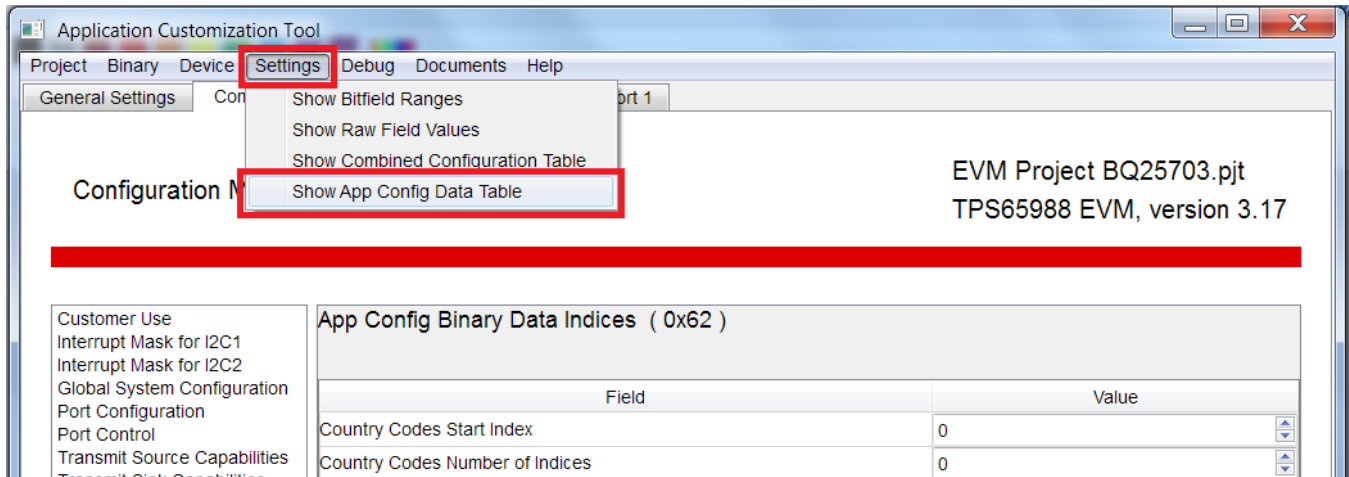 Application Customization Tool
Project Binary Device Settings Debug Documents Help
General Settings Con ort 1
Show Bitfield Ranges
Show Raw Field Values
Show Combined Configuration Table
Show App Config Data Table
Configuration
EVM Project BQ25703.pjt
TPS65988 EVM, version 3.17
Customer Use
Interrupt Mask for I2C1
Interrupt Mask for I2C2
Global System Configuration
Port Configuration
Port Control
Transmit Source Capabilities
App Config Binary Data Indices ( 0x62 )
Field Value
Country Codes Start Index 0
Country Codes Number of Indices 0